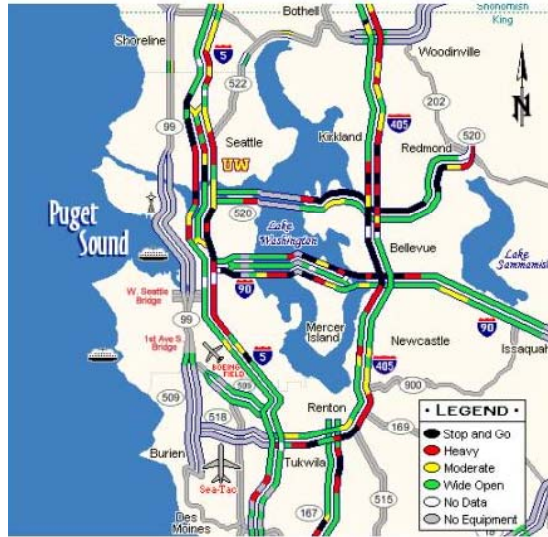 Snohomish
King
Bothell
Shoreline
5
Woodinville
522
405
202
N
99
Seattle
Kirkland
Redmond
520
UW
Puget
Sound
520
Lake
Washington
Bellevue
Lake
Sammamish
90
W. Seattle
Bridge
99
Mercer
Island
Newcastle
90
1st Ave S.
Bridge
5
Issaquah
BOEING
FIELD
405
900
599
509
518
Renton
169
Burien
Tukwila
Sea-Tac
167
515
Des
Moines
18
• LEGEND •
Stop and Go
Heavy
Moderate
Wide Open
No Data
No Equipment